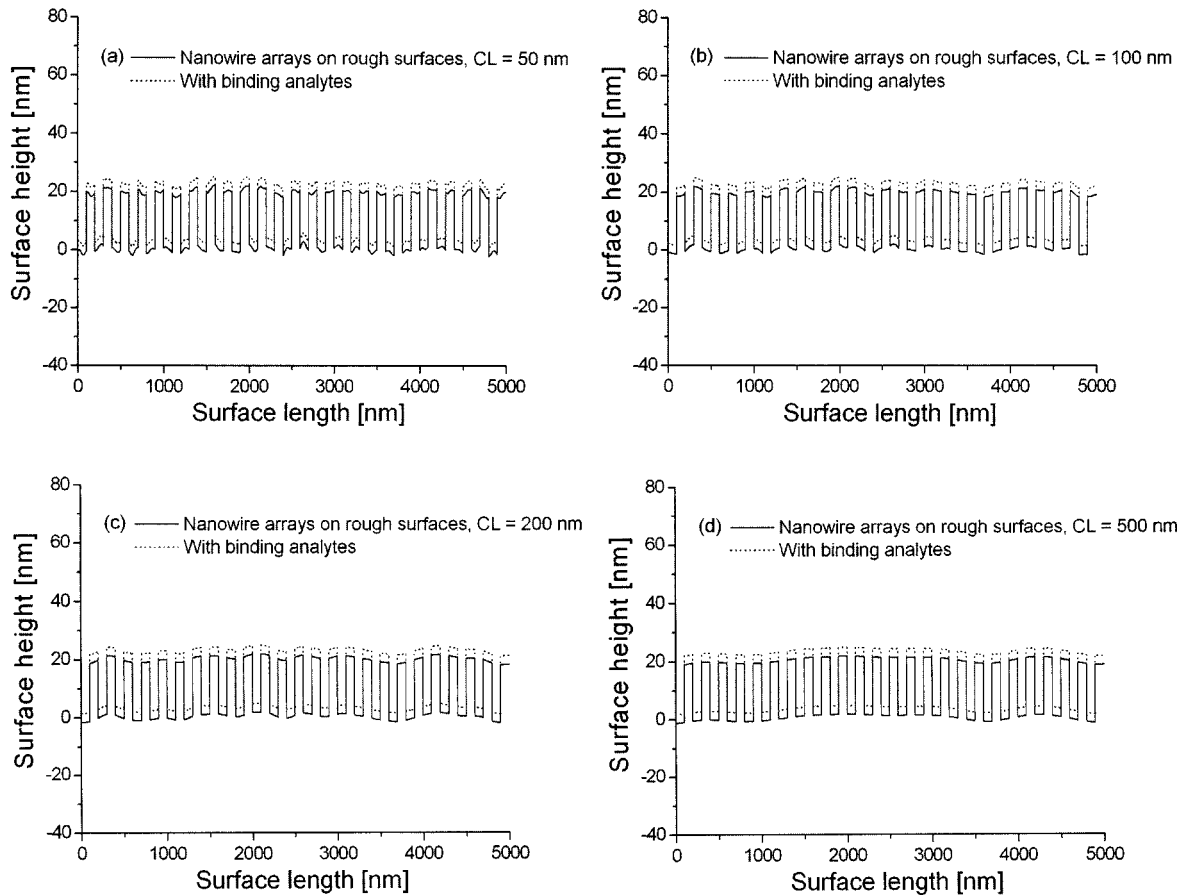 80
60
40
20
0
-20
-40
Surface height [nm]
(a) Nanowire arrays on rough surfaces, CL = 50 nm
With binding analytes
0 1000 2000 3000 4000 5000
Surface length [nm]
80
60
40
20
0
-20
-40
Surface height [nm]
(b) Nanowire arrays on rough surfaces, CL = 100 nm
With binding analytes
0 1000 2000 3000 4000 5000
Surface length [nm]
80
60
40
20
0
-20
-40
Surface height [nm]
(c) Nanowire arrays on rough surfaces, CL = 200 nm
With binding analytes
0 1000 2000 3000 4000 5000
Surface length [nm]
80
60
40
20
0
-20
-40
Surface height [nm]
(d) Nanowire arrays on rough surfaces, CL = 500 nm
With binding analytes
0 1000 2000 3000 4000 5000
Surface length [nm]